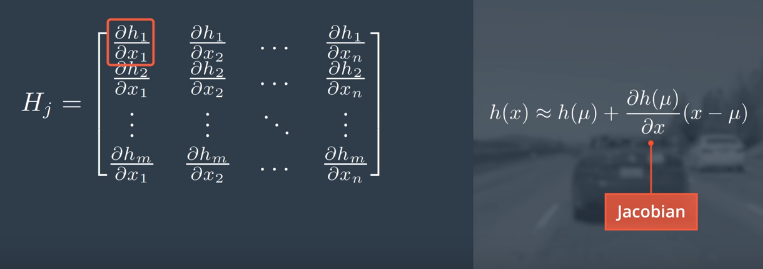 H_j = [ ∂h_1/∂x_1 ∂h_1/∂x_2 ⋯ ∂h_1/∂x_n
∂h_2/∂x_1 ∂h_2/∂x_2 ⋯ ∂h_2/∂x_n
⋮ ⋮ ⋱ ⋮
∂h_m/∂x_1 ∂h_m/∂x_2 ⋯ ∂h_m/∂x_n ]
h(x) ≈ h(μ) + ∂h(μ)/∂x (x − μ)
Jacobian